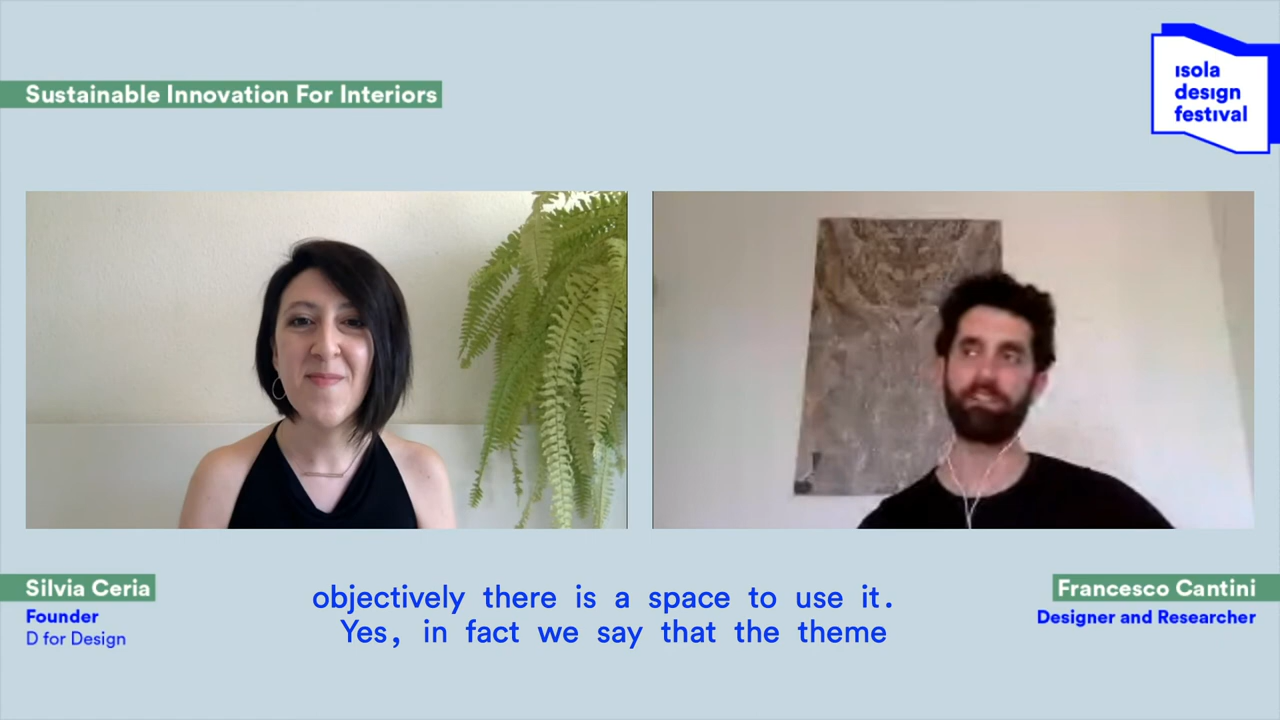 Sustainable Innovation For Interiors
isola
design
festival
Silvia Ceria
Founder
D for Design
objectively there is a space to use it.
Yes, in fact we say that the theme
Francesco Cantini
Designer and Researcher